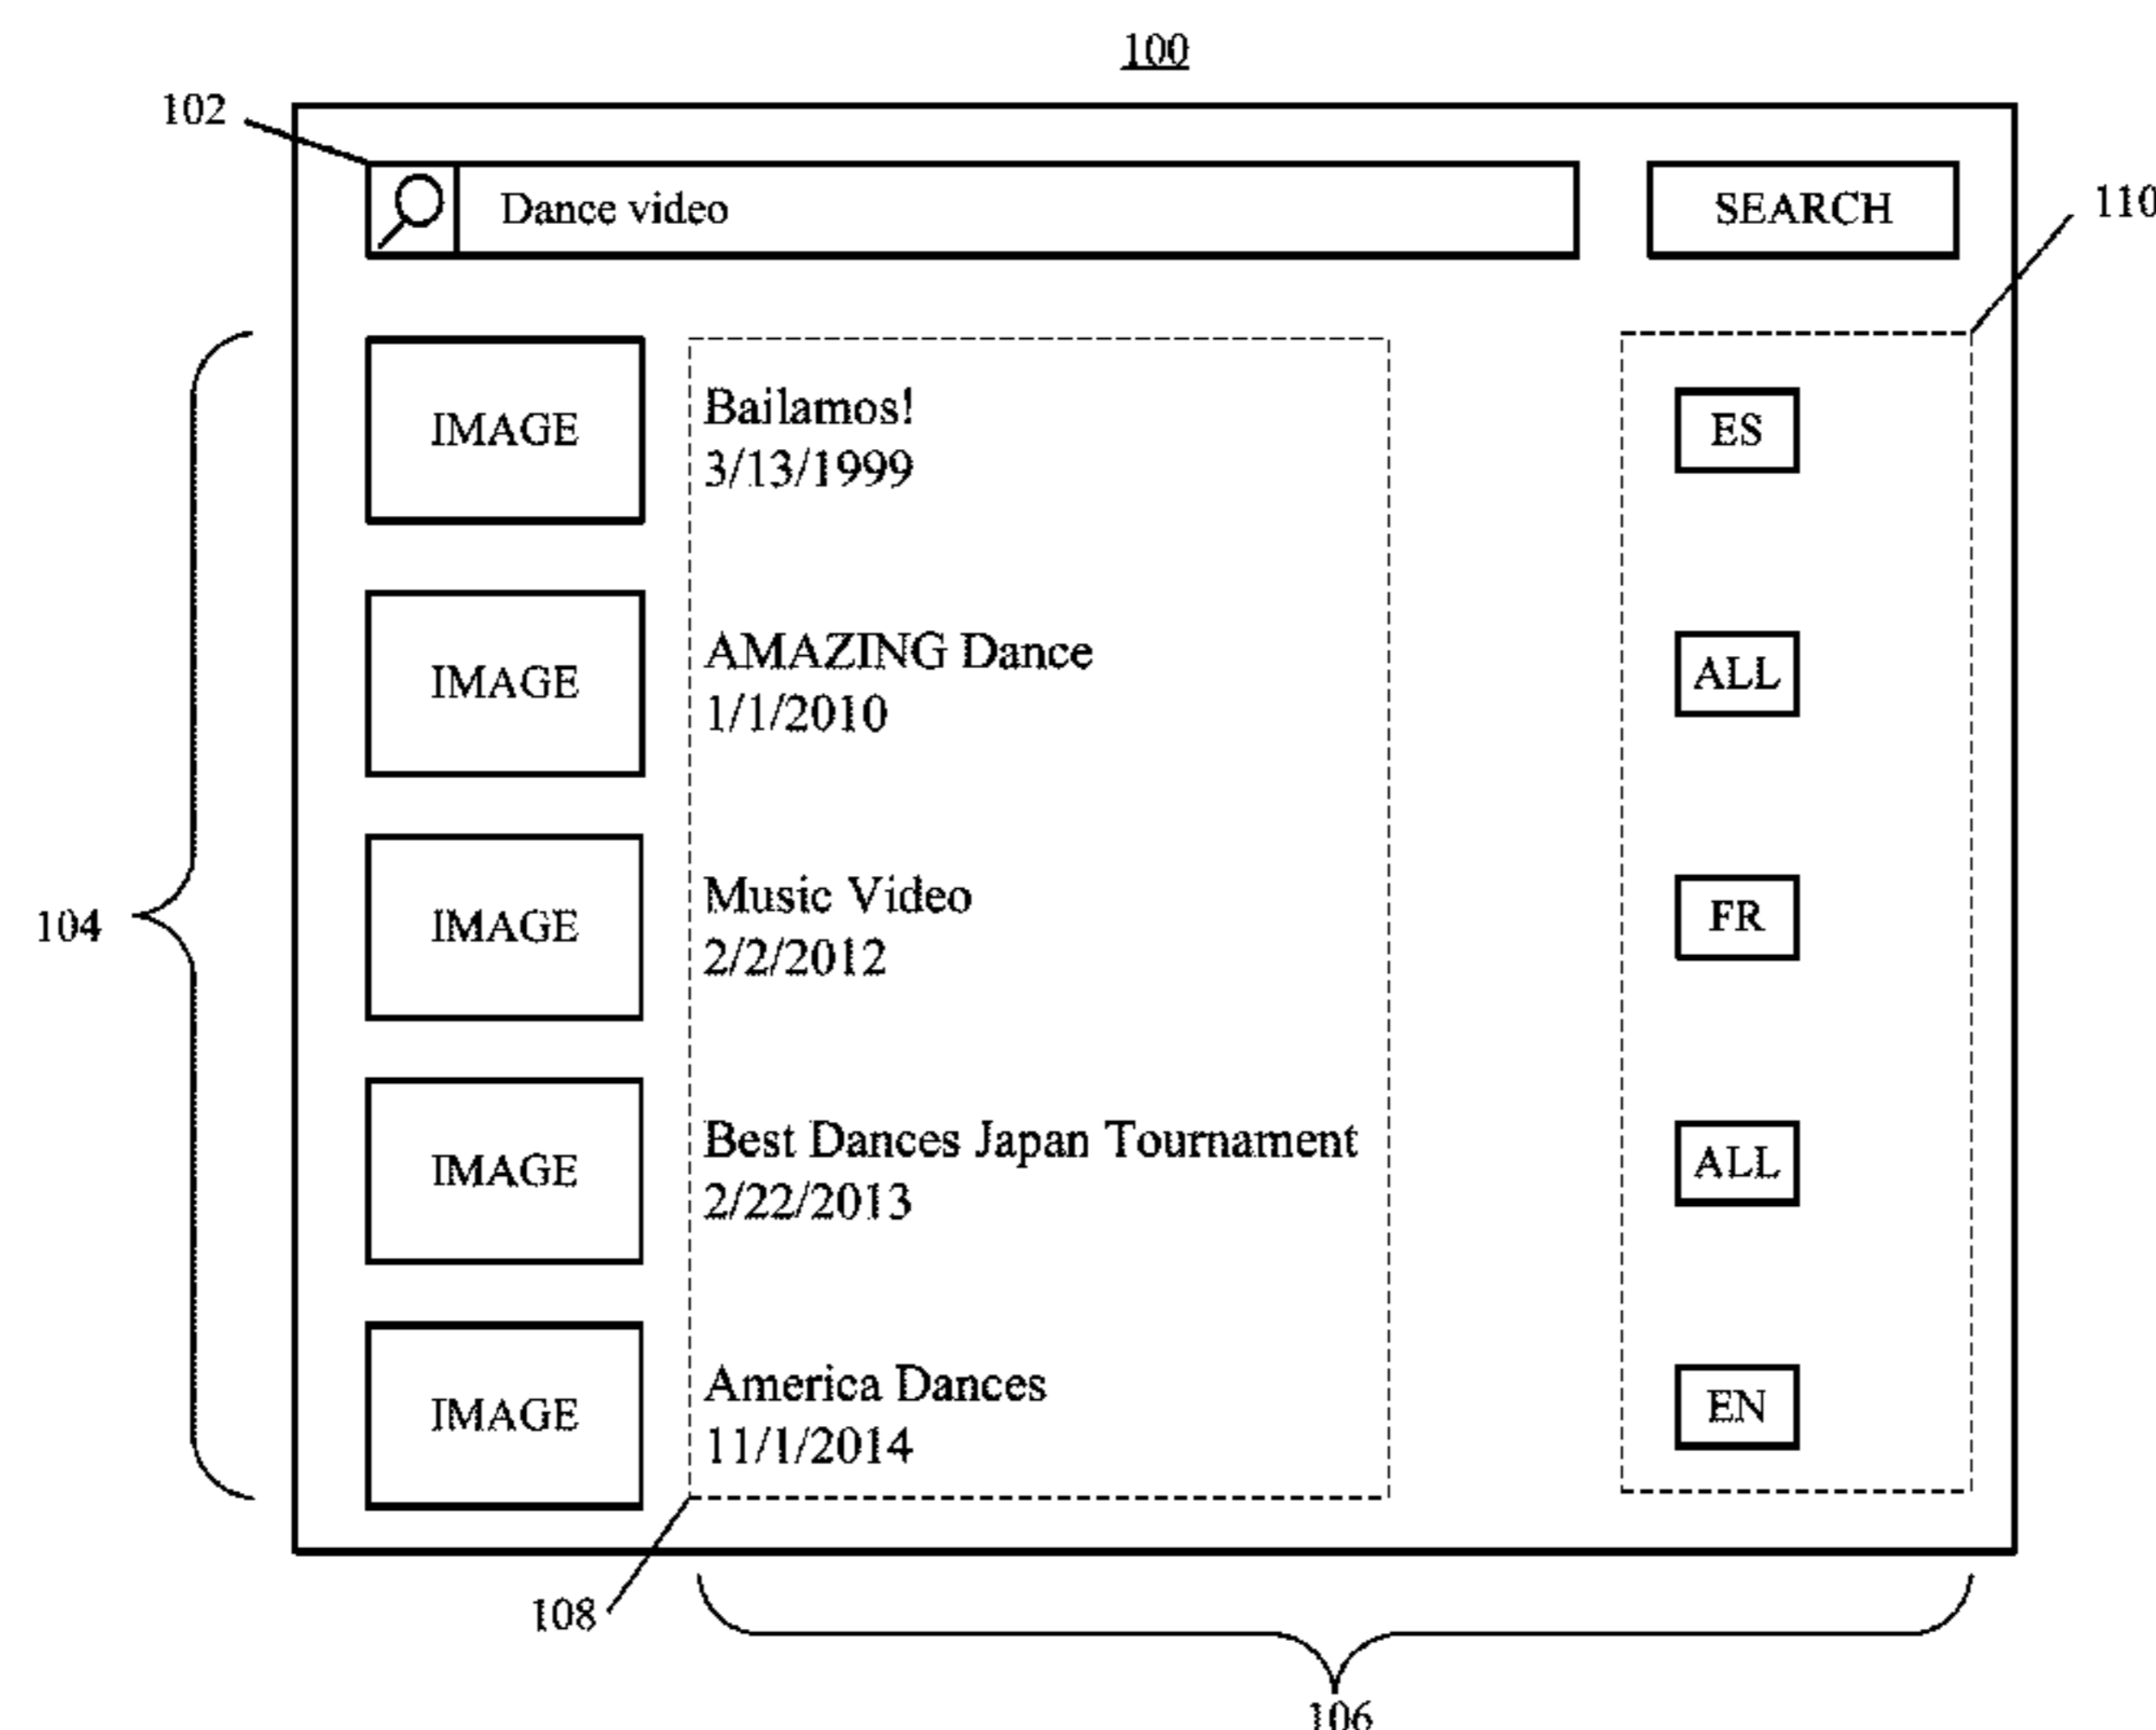 100
102
Dance video
SEARCH
110
IMAGE
Bailamos!
3/13/1999
ES
IMAGE
AMAZING Dance
1/1/2010
ALL
104
IMAGE
Music Video
2/2/2012
FR
IMAGE
Best Dances Japan Tournament
2/22/2013
ALL
IMAGE
America Dances
11/1/2014
EN
108
106